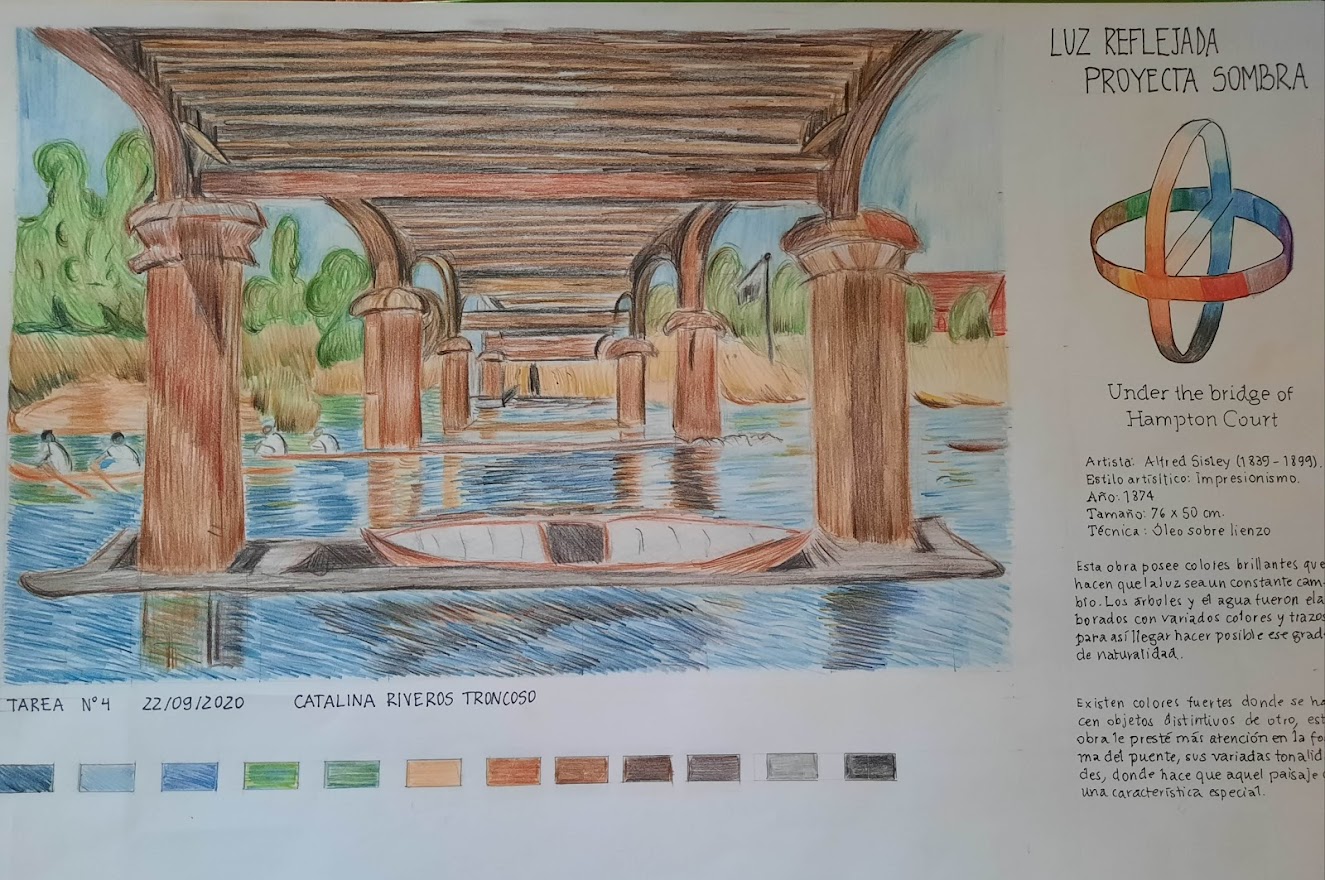 LUZ REFLEJADA
PROYECTA SOMBRA
Under the bridge of
Hampton Court
Artista: Alfred Sisley (1839-1899).
Estilo artísitico: Impresionismo.
Año: 1874
Tamaño: 76 x 50 cm.
Técnica: Óleo sobre lienzo
Esta obra posee colores brillantes que
hacen que la luz sea un constante cam-
bio. Los árboles y el agua fueron ela
borados con variados colores y trazos
para así llegar hacer posible ese grad
de naturalidad.
Existen colores fuertes donde se ha
cen objetos distintivos de otro, est
obra le presté más atención en la fo
ma del puente, sus variadas tonalid
des, donde hace que aquel paisaje
una característica especial.
TAREA N°4 22/09/2020 CATALINA RIVEROS TRONCOSO